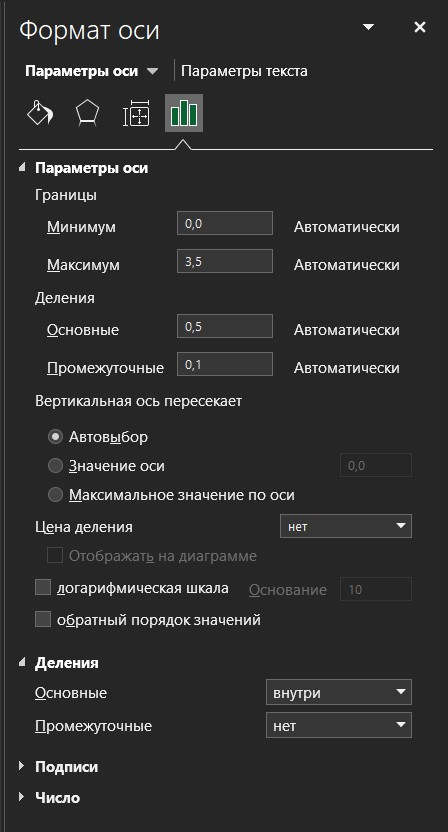 Формат оси
Параметры оси Параметры текста
Параметры оси
Границы
Минимум 0,0 Автоматически
Максимум 3,5 Автоматически
Деления
Основные 0,5 Автоматически
Промежуточные 0,1 Автоматически
Вертикальная ось пересекает
Автовыбор
Значение оси 0,0
Максимальное значение по оси
Цена деления нет
Отображать на диаграмме
логарифмическая шкала Основание 10
обратный порядок значений
Деления
Основные внутри
Промежуточные нет
Подписи
Число